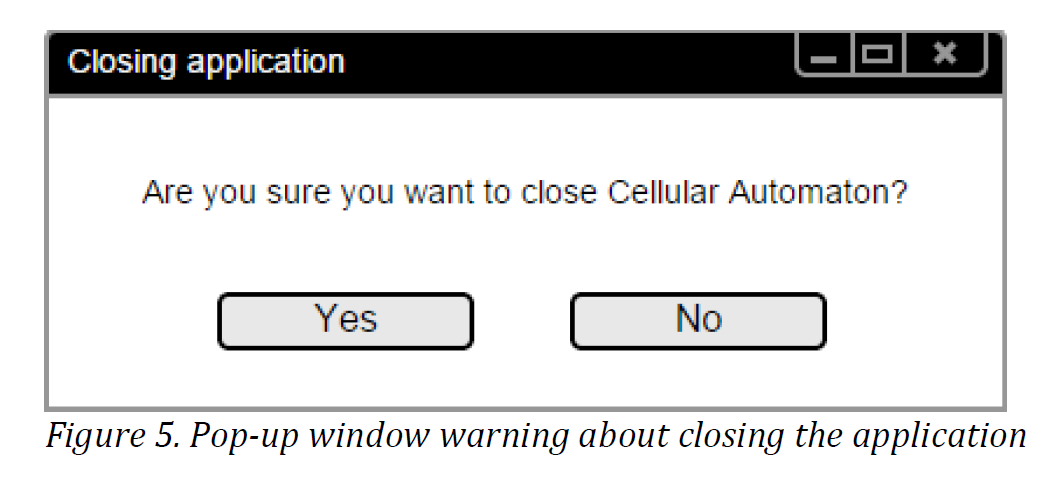 Closing application
Are you sure you want to close Cellular Automaton?
Yes No
Figure 5. Pop-up window warning about closing the application